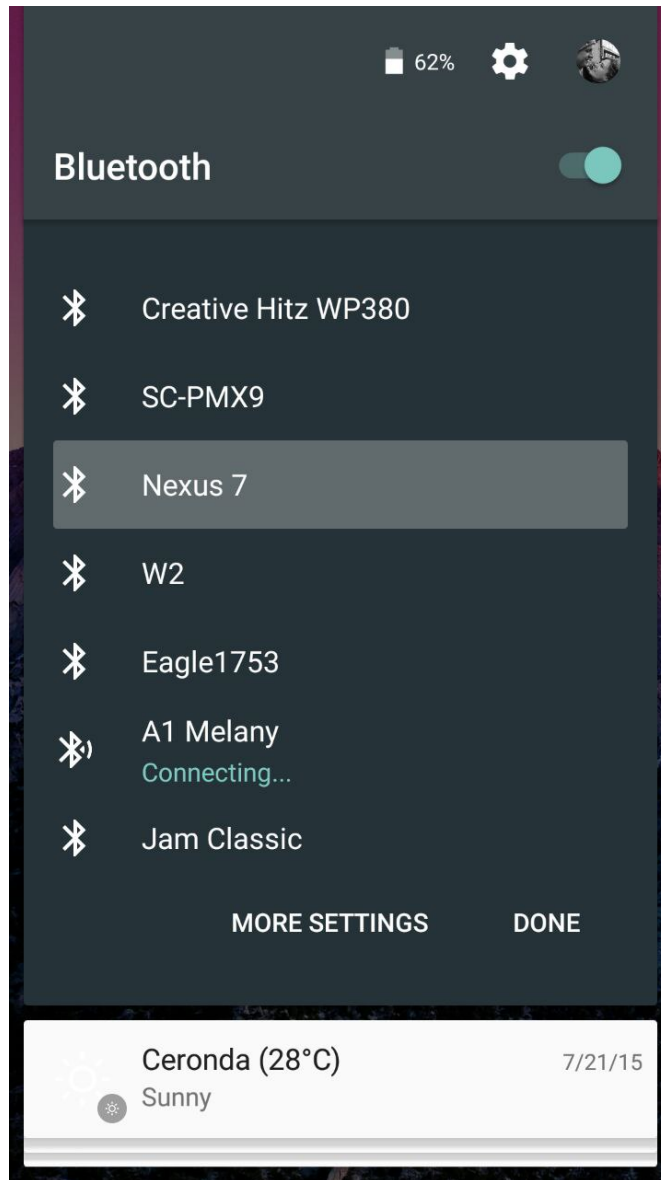 62%
Bluetooth
Creative Hitz WP380
SC-PMX9
Nexus 7
W2
Eagle1753
A1 Melany
Connecting...
Jam Classic
MORE SETTINGS DONE
Ceronda (28°C) 7/21/15
Sunny